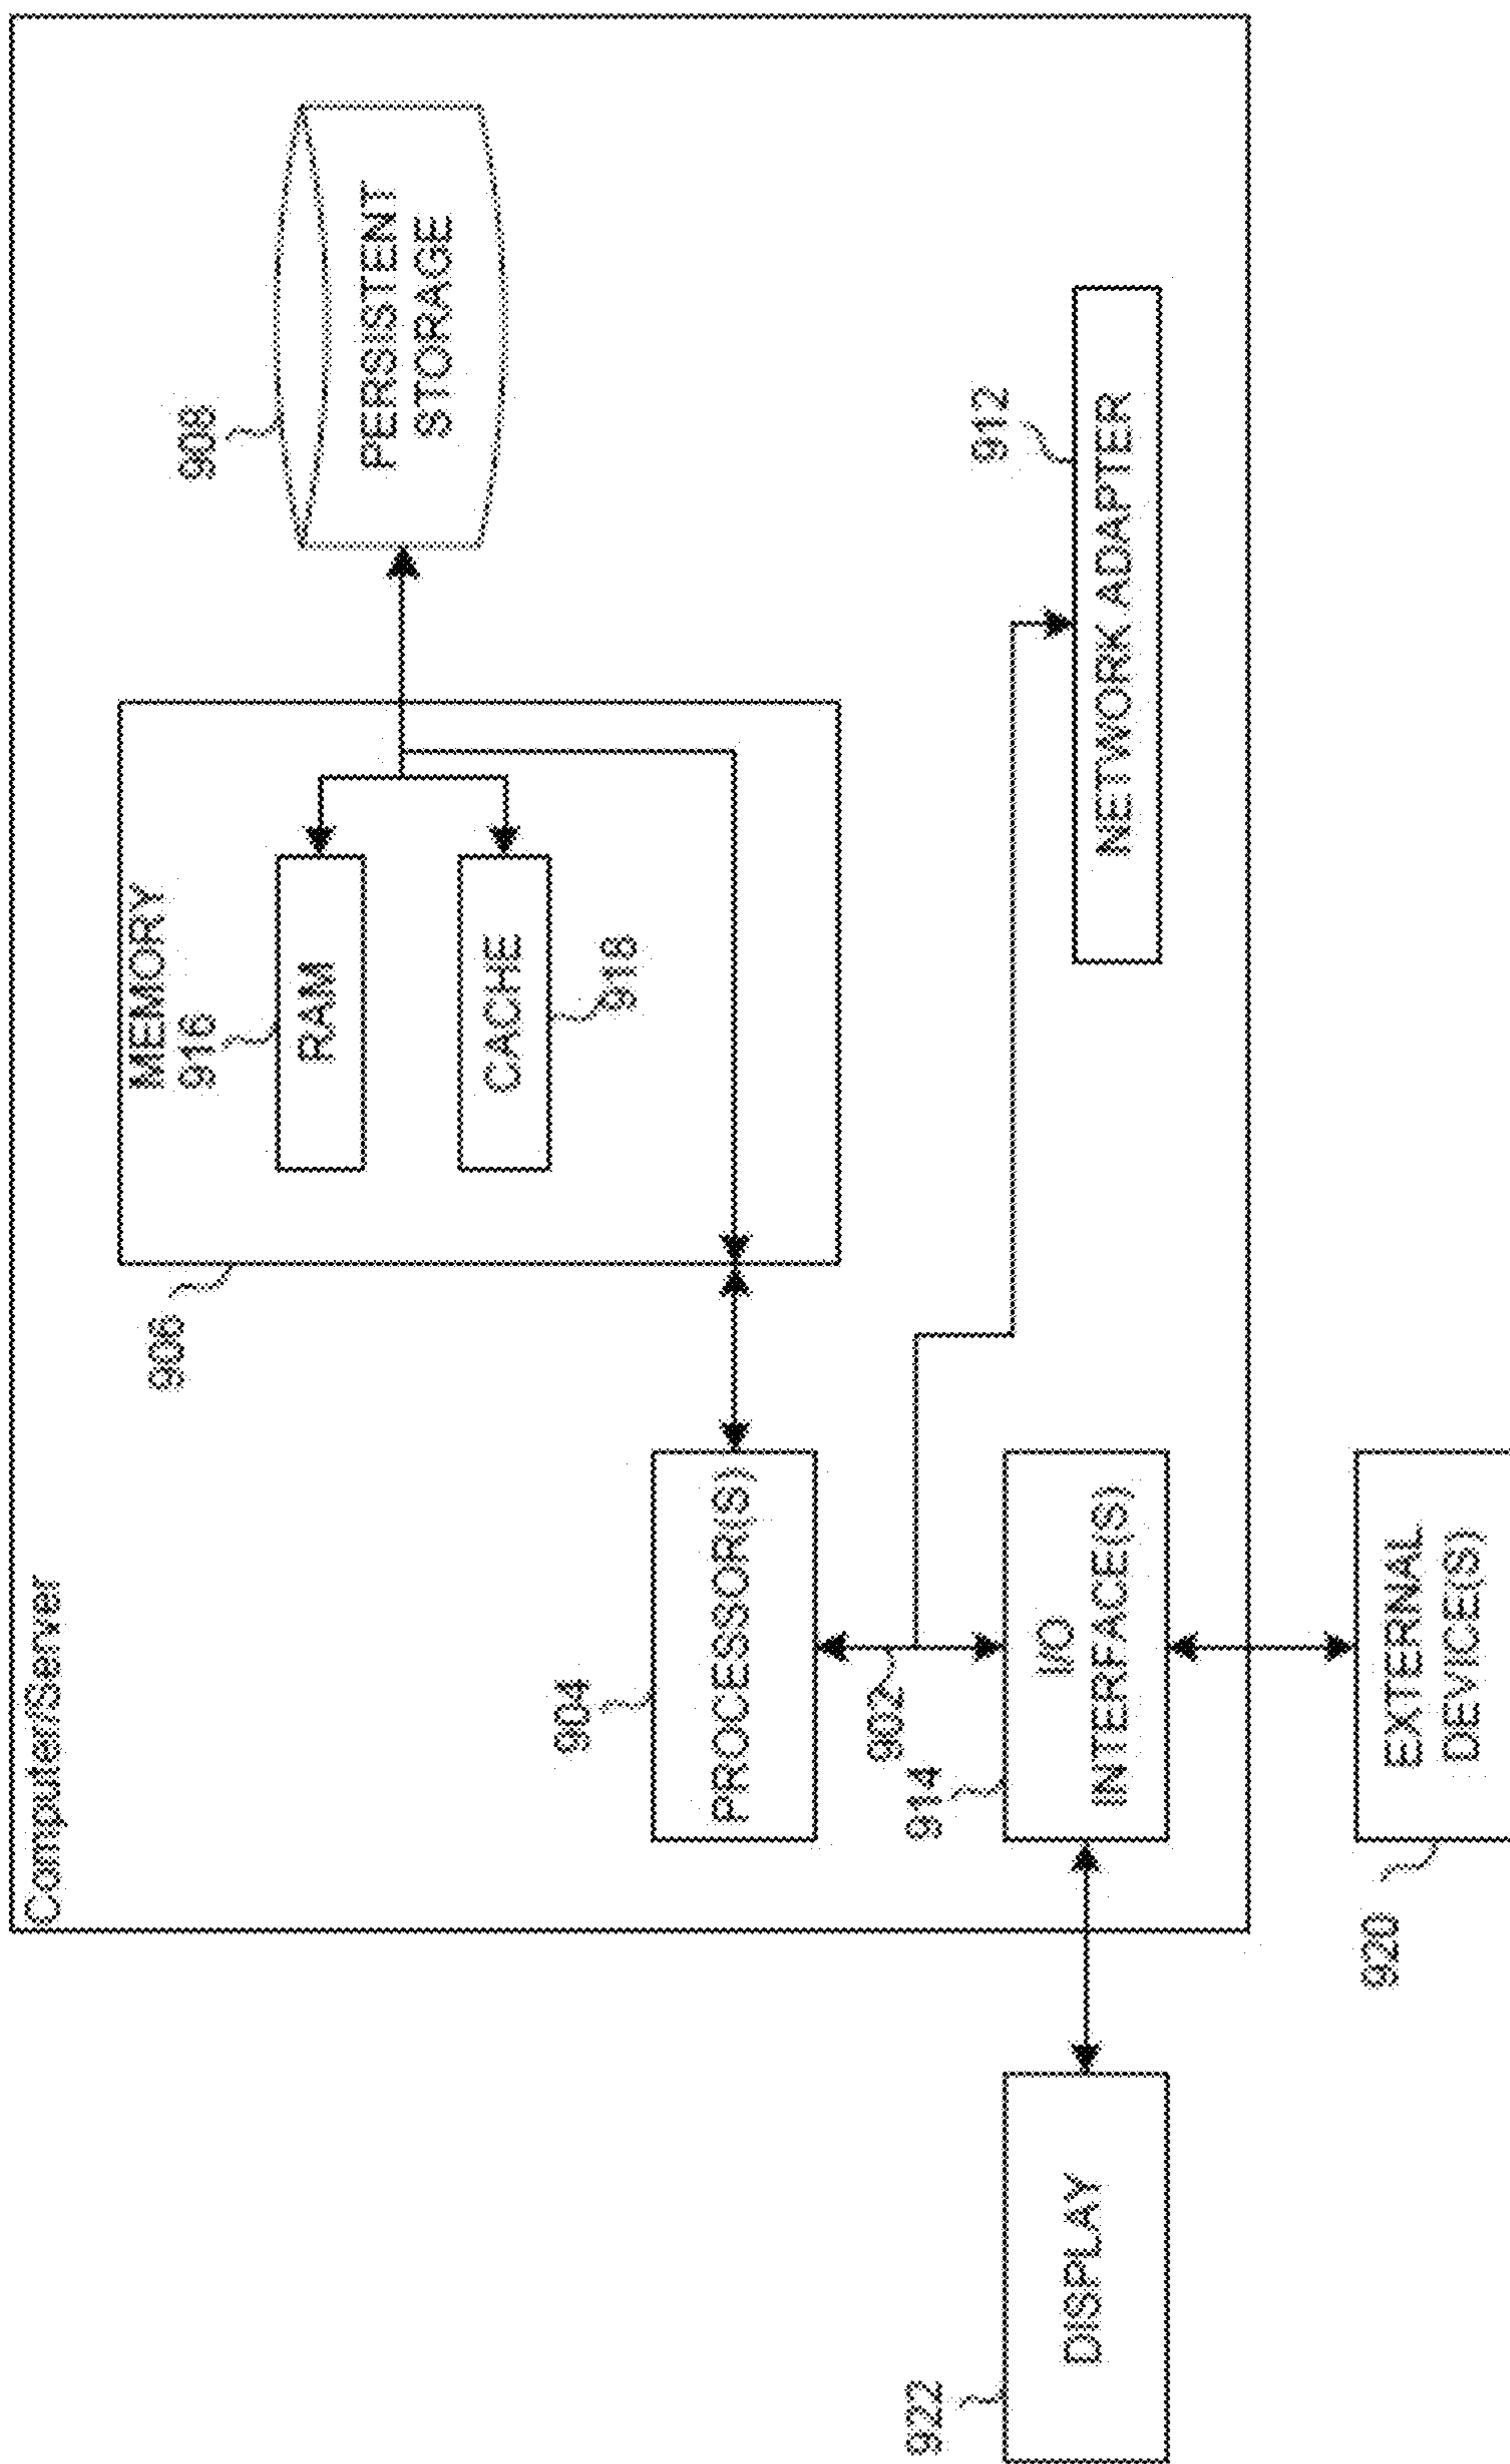 Computer/Server
908
PERSISTENT
STORAGE
MEMORY
916
RAM
CACHE
918
906
904
PROCESSOR(S)
902
912
NETWORK ADAPTER
914
I/O
INTERFACE(S)
922
DISPLAY
920
EXTERNAL
DEVICE(S)